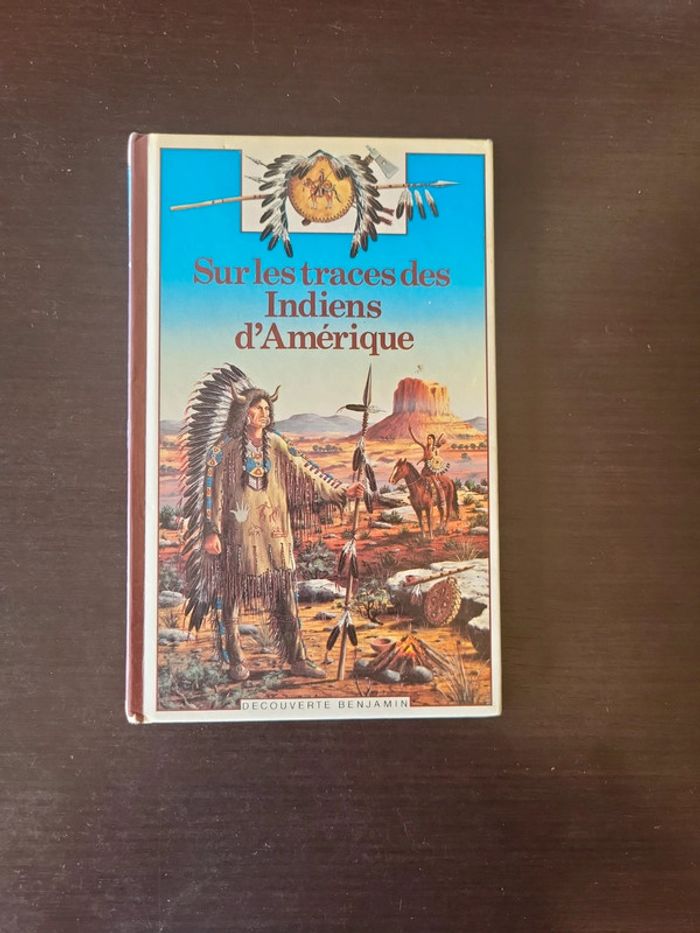 Sur les traces des
Indiens
d'Amérique
DECOUVERTE BENJAMIN